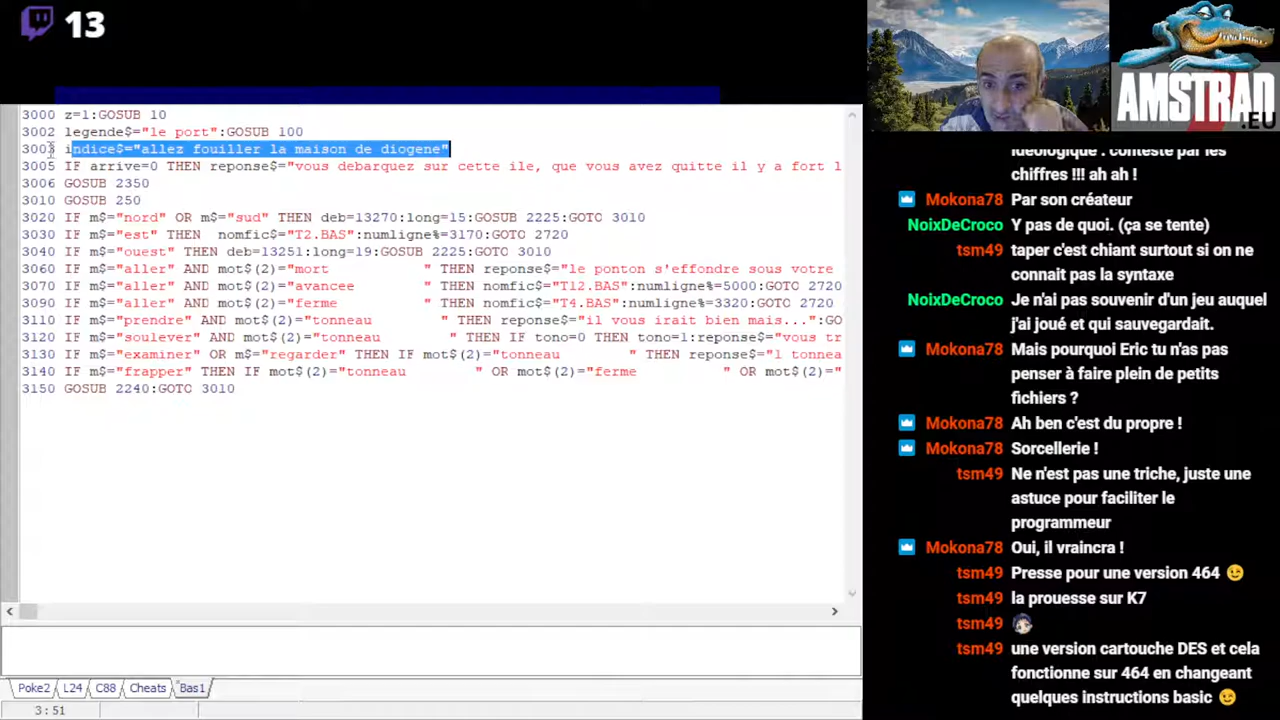 13
AMSTRAD
.EU
3000 z=1:GOSUB 10
3002 legende$="le port":GOSUB 100
3003 indice$="allez fouiller la maison de diogene"
3005 IF arrive=0 THEN reponse$="vous debarquez sur cette ile, que vous avez quitte il y a fort l
3006 GOSUB 2350
3010 GOSUB 250
3020 IF m$="nord" OR m$="sud" THEN deb=13270:long=15:GOSUB 2225:GOTO 3010
3030 IF m$="est" THEN  nomfic$="T2.BAS":numligne%=3170:GOTO 2720
3040 IF m$="ouest" THEN deb=13251:long=19:GOSUB 2225:GOTO 3010
3060 IF m$="aller" AND mot$(2)="mort           " THEN reponse$="le ponton s'effondre sous votre
3070 IF m$="aller" AND mot$(2)="avancee        " THEN nomfic$="T12.BAS":numligne%=5000:GOTO 2720
3090 IF m$="aller" AND mot$(2)="ferme          " THEN nomfic$="T4.BAS":numligne%=3320:GOTO 2720
3110 IF m$="prendre" AND mot$(2)="tonneau        " THEN reponse$="il vous irait bien mais...":GO
3120 IF m$="soulever" AND mot$(2)="tonneau        " THEN IF tono=0 THEN tono=1:reponse$="vous tr
3130 IF m$="examiner" OR m$="regarder" THEN IF mot$(2)="tonneau        " THEN reponse$="l tonnea
3140 IF m$="frapper" THEN IF mot$(2)="tonneau        " OR mot$(2)="ferme          " OR mot$(2)="
3150 GOSUB 2240:GOTO 3010
Poke2 L24 C88 Cheats Bas1
3: 51
idéologique : contesté par les
chiffres !!! ah ah !
Mokona78 Par son créateur
NoixDeCroco Y pas de quoi. (ça se tente)
tsm49 taper c'est chiant surtout si on ne
connait pas la syntaxe
NoixDeCroco Je n'ai pas souvenir d'un jeu auquel
j'ai joué et qui sauvegardait.
Mokona78 Mais pourquoi Eric tu n'as pas
penser à faire plein de petits
fichiers ?
Mokona78 Ah ben c'est du propre !
Mokona78 Sorcellerie !
tsm49 Ne n'est pas une triche, juste une
astuce pour faciliter le
programmeur
Mokona78 Oui, il vraincra !
tsm49 Presse pour une version 464 😉
tsm49 la prouesse sur K7
tsm49
tsm49 une version cartouche DES et cela
fonctionne sur 464 en changeant
quelques instructions basic 😉